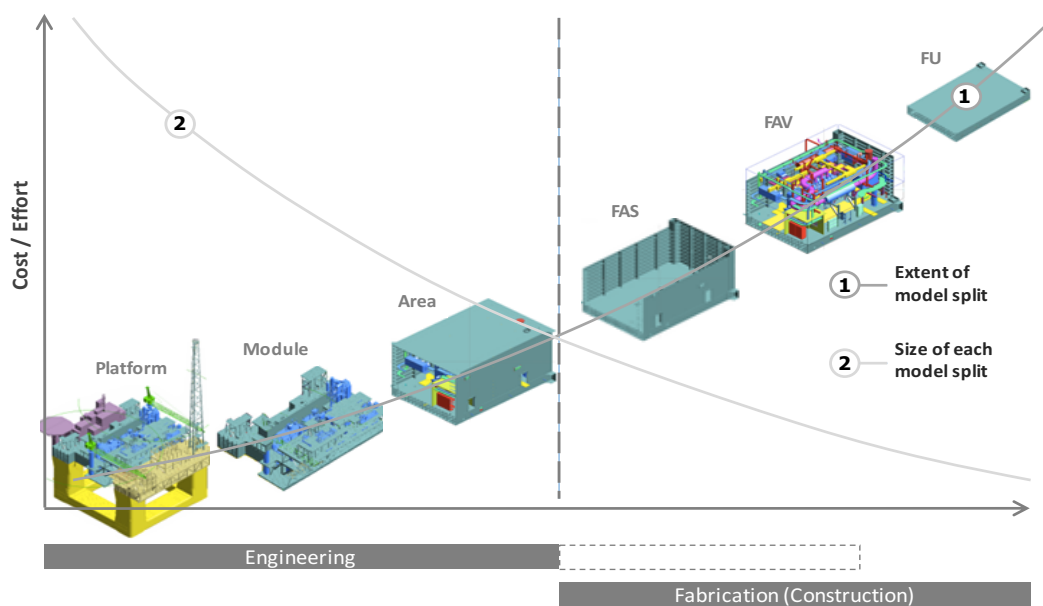 FU
1
FAV
2
FAS
Cost / Effort
1
Extent of
model split
Area
Module
2
Size of each
model split
Platform
Engineering
Fabrication (Construction)